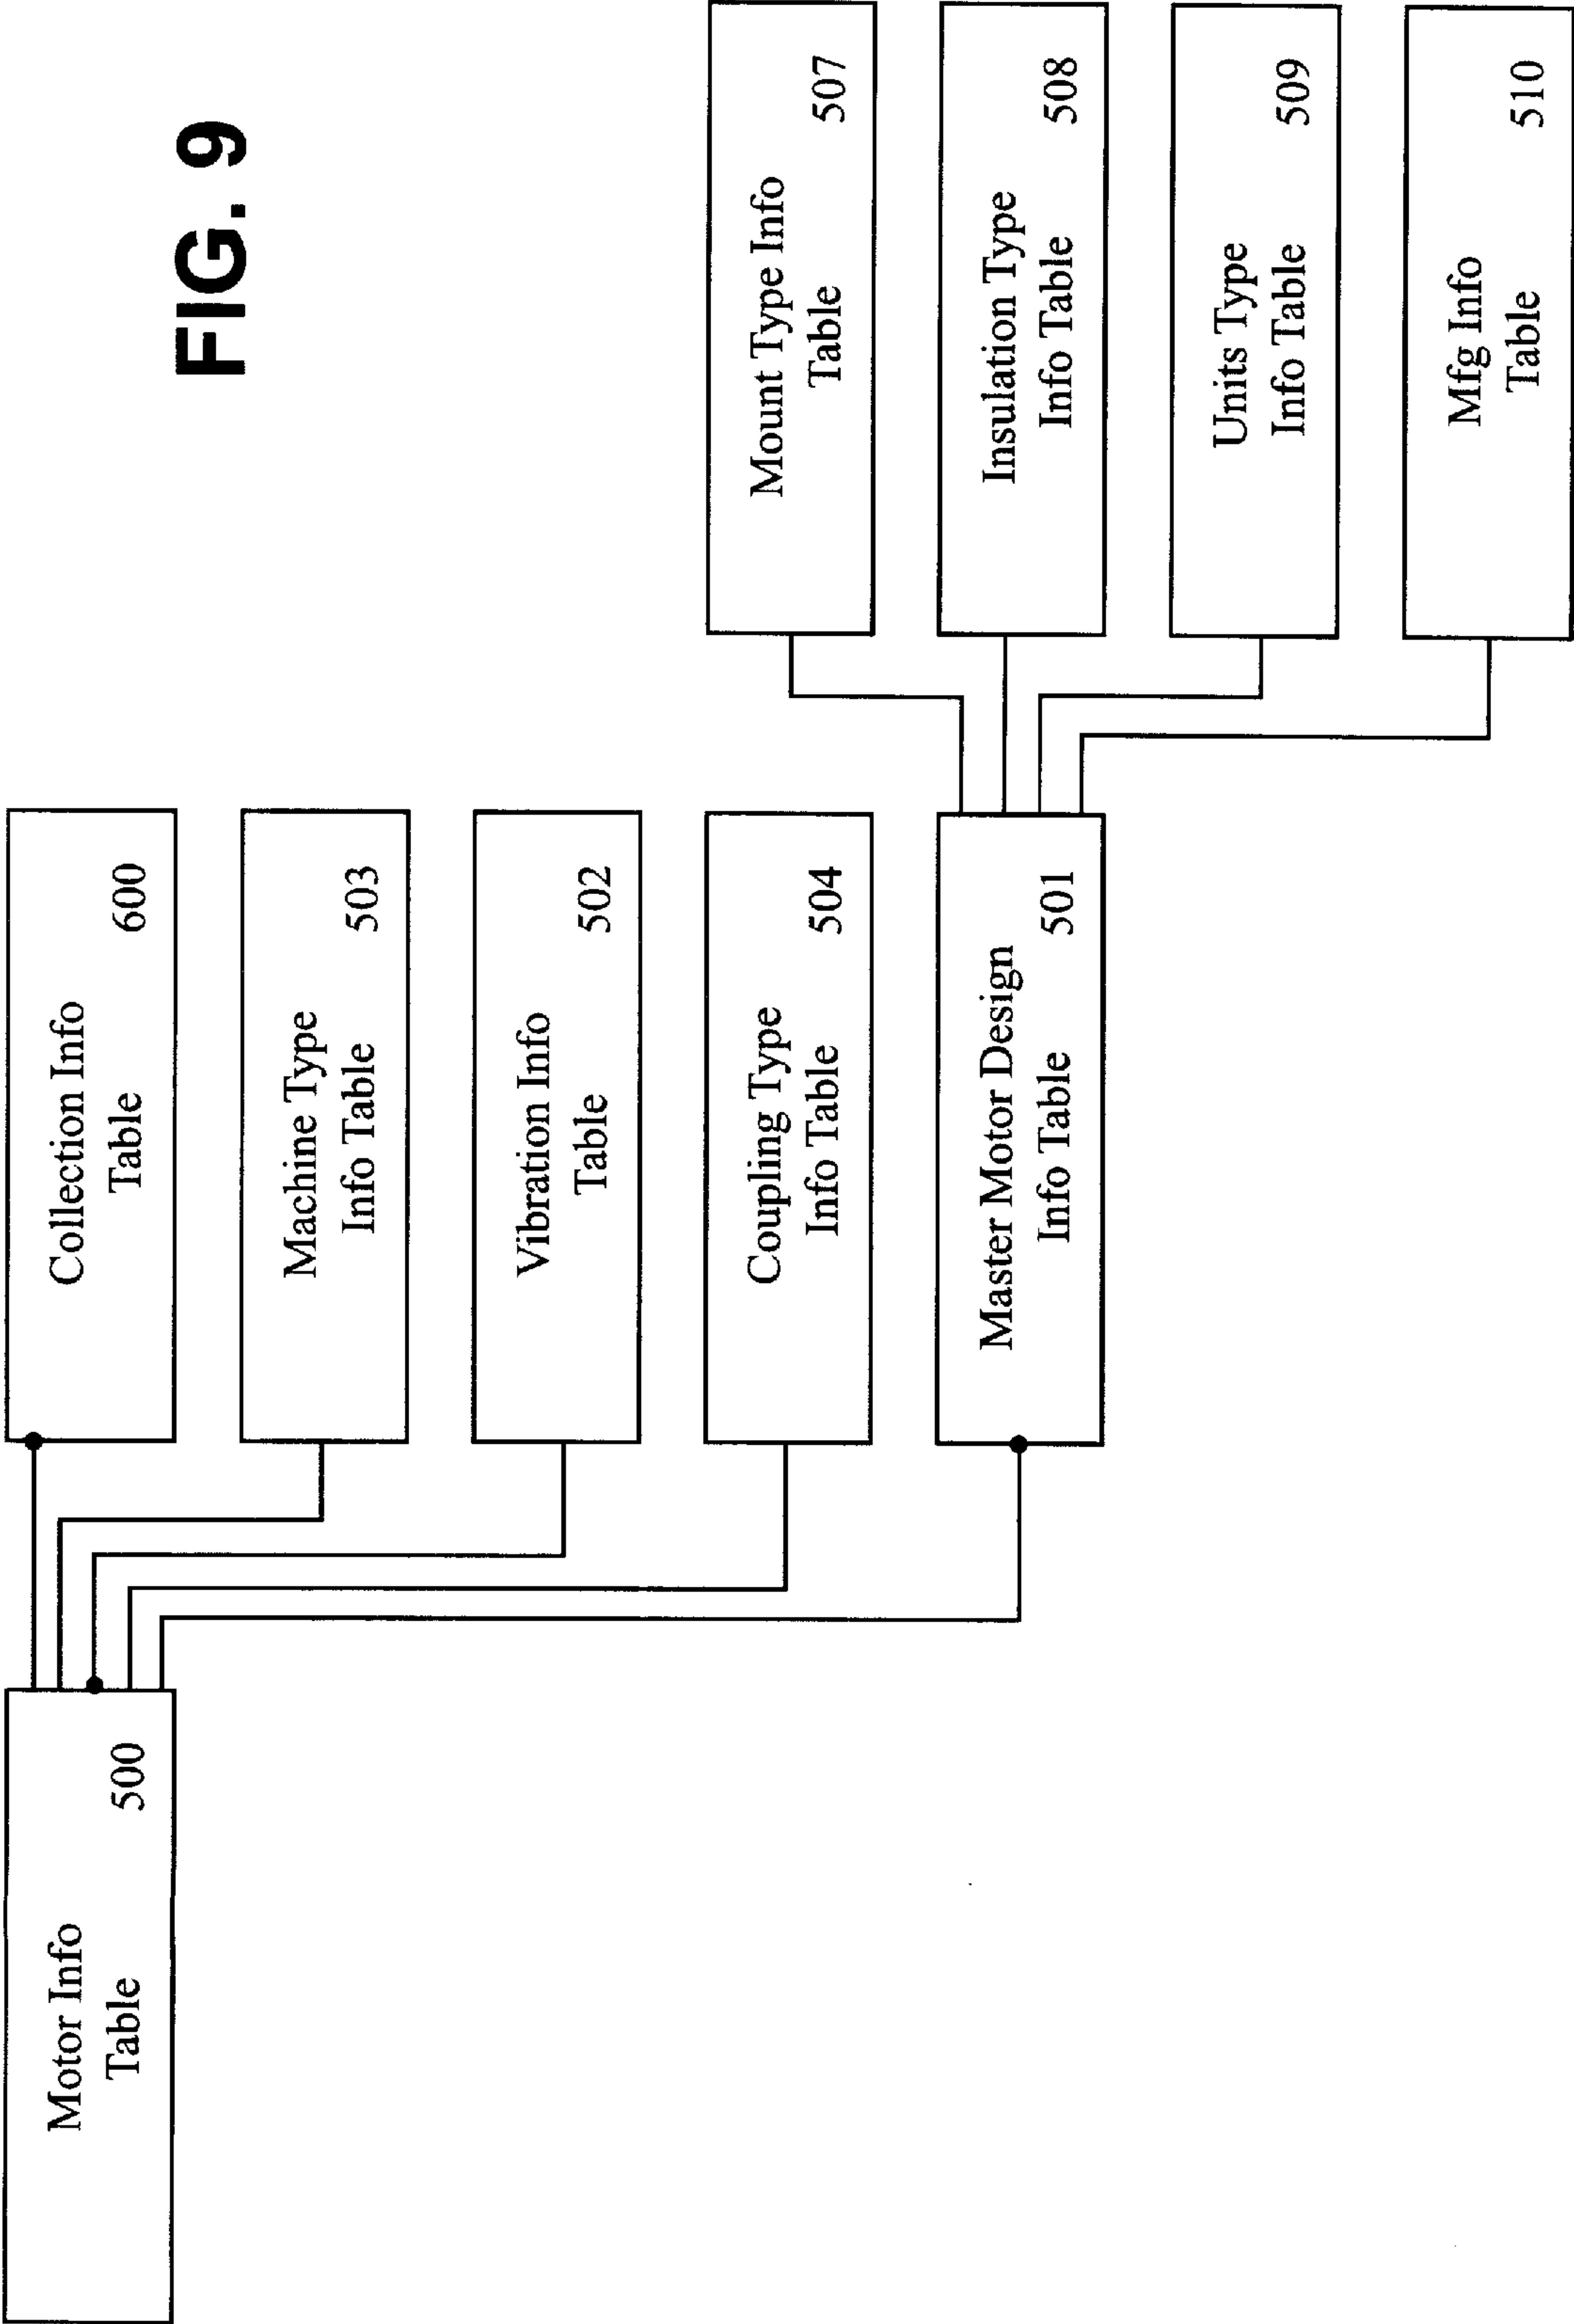 FIG. 9
Motor Info
Table
500
Collection Info
Table
600
Machine Type
Info Table
503
Vibration Info
Table
502
Coupling Type
Info Table
504
Master Motor Design
Info Table
501
Mount Type Info
Table
507
Insulation Type
Info Table
508
Units Type
Info Table
509
Mfg Info
Table
510